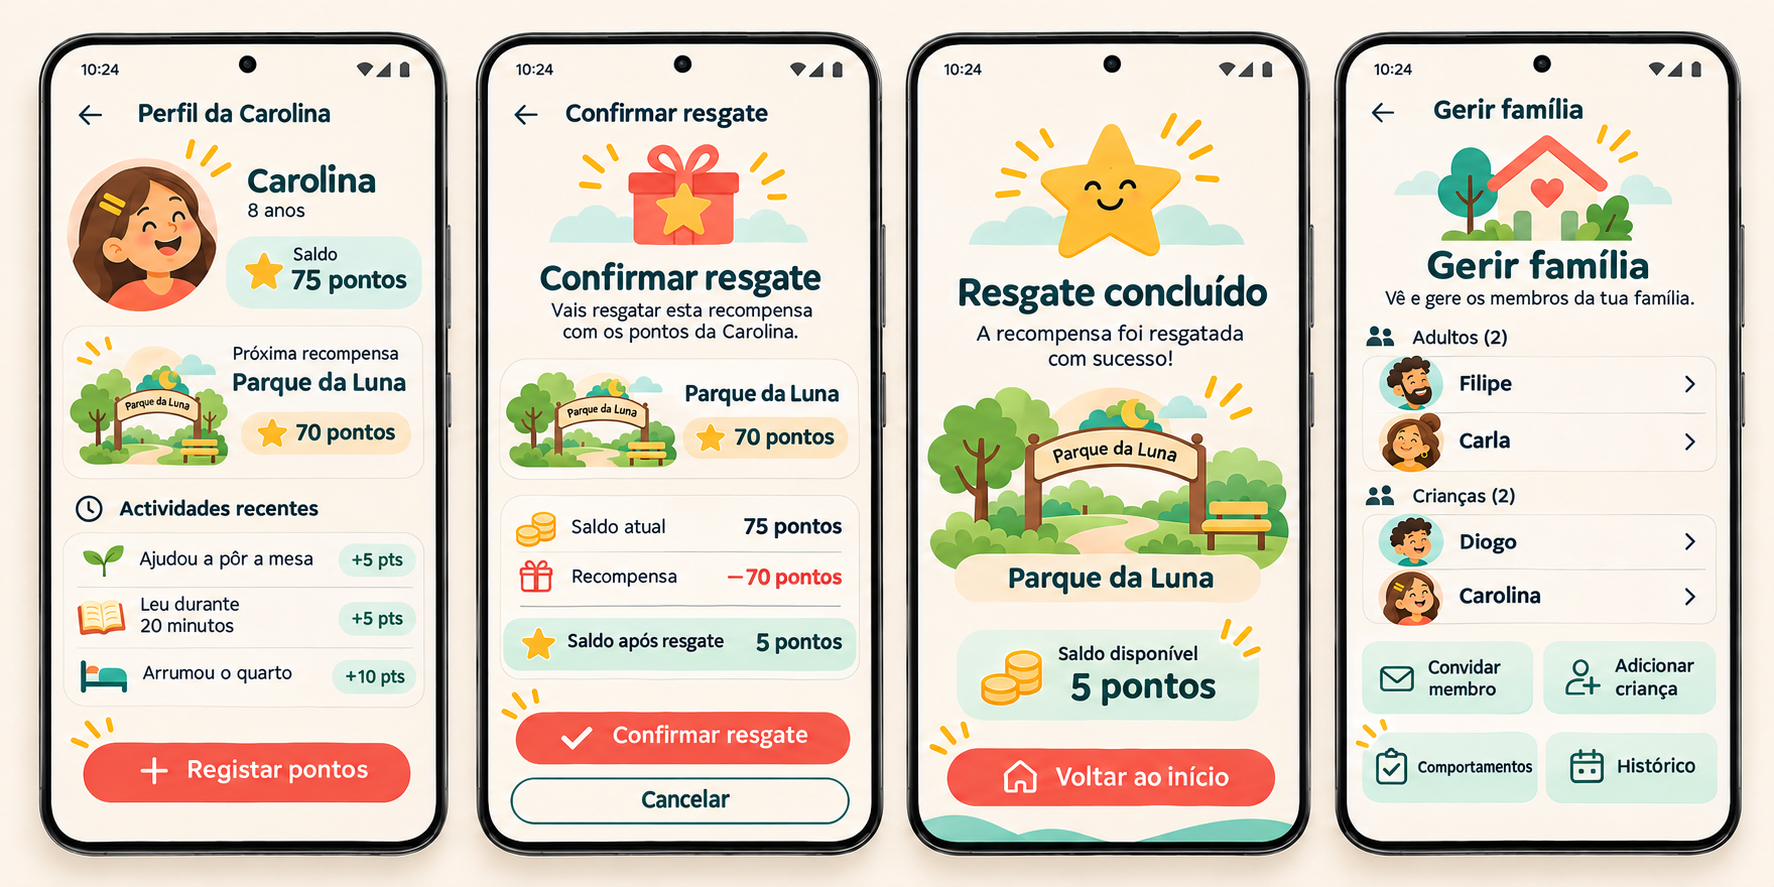 10:24
Perfil da Carolina
Carolina
8 anos
Saldo
75 pontos
Próxima recompensa
Parque da Luna
Parque da Luna
70 pontos
Actividades recentes
Ajudou a pôr a mesa
+5 pts
Leu durante
20 minutos
+5 pts
Arrumou o quarto
+10 pts
Registar pontos
10:24
Confirmar resgate
Confirmar resgate
Vais resgatar esta recompensa
com os pontos da Carolina.
Parque da Luna
Parque da Luna
70 pontos
Saldo atual
75 pontos
Recompensa
−70 pontos
Saldo após resgate
5 pontos
Confirmar resgate
Cancelar
10:24
Resgate concluído
A recompensa foi resgatada
com sucesso!
Parque da Luna
Parque da Luna
Saldo disponível
5 pontos
Voltar ao início
10:24
Gerir família
Gerir família
Vê e gere os membros da tua família.
Adultos (2)
Filipe
Carla
Crianças (2)
Diogo
Carolina
Convidar
membro
Adicionar
criança
Comportamentos
Histórico